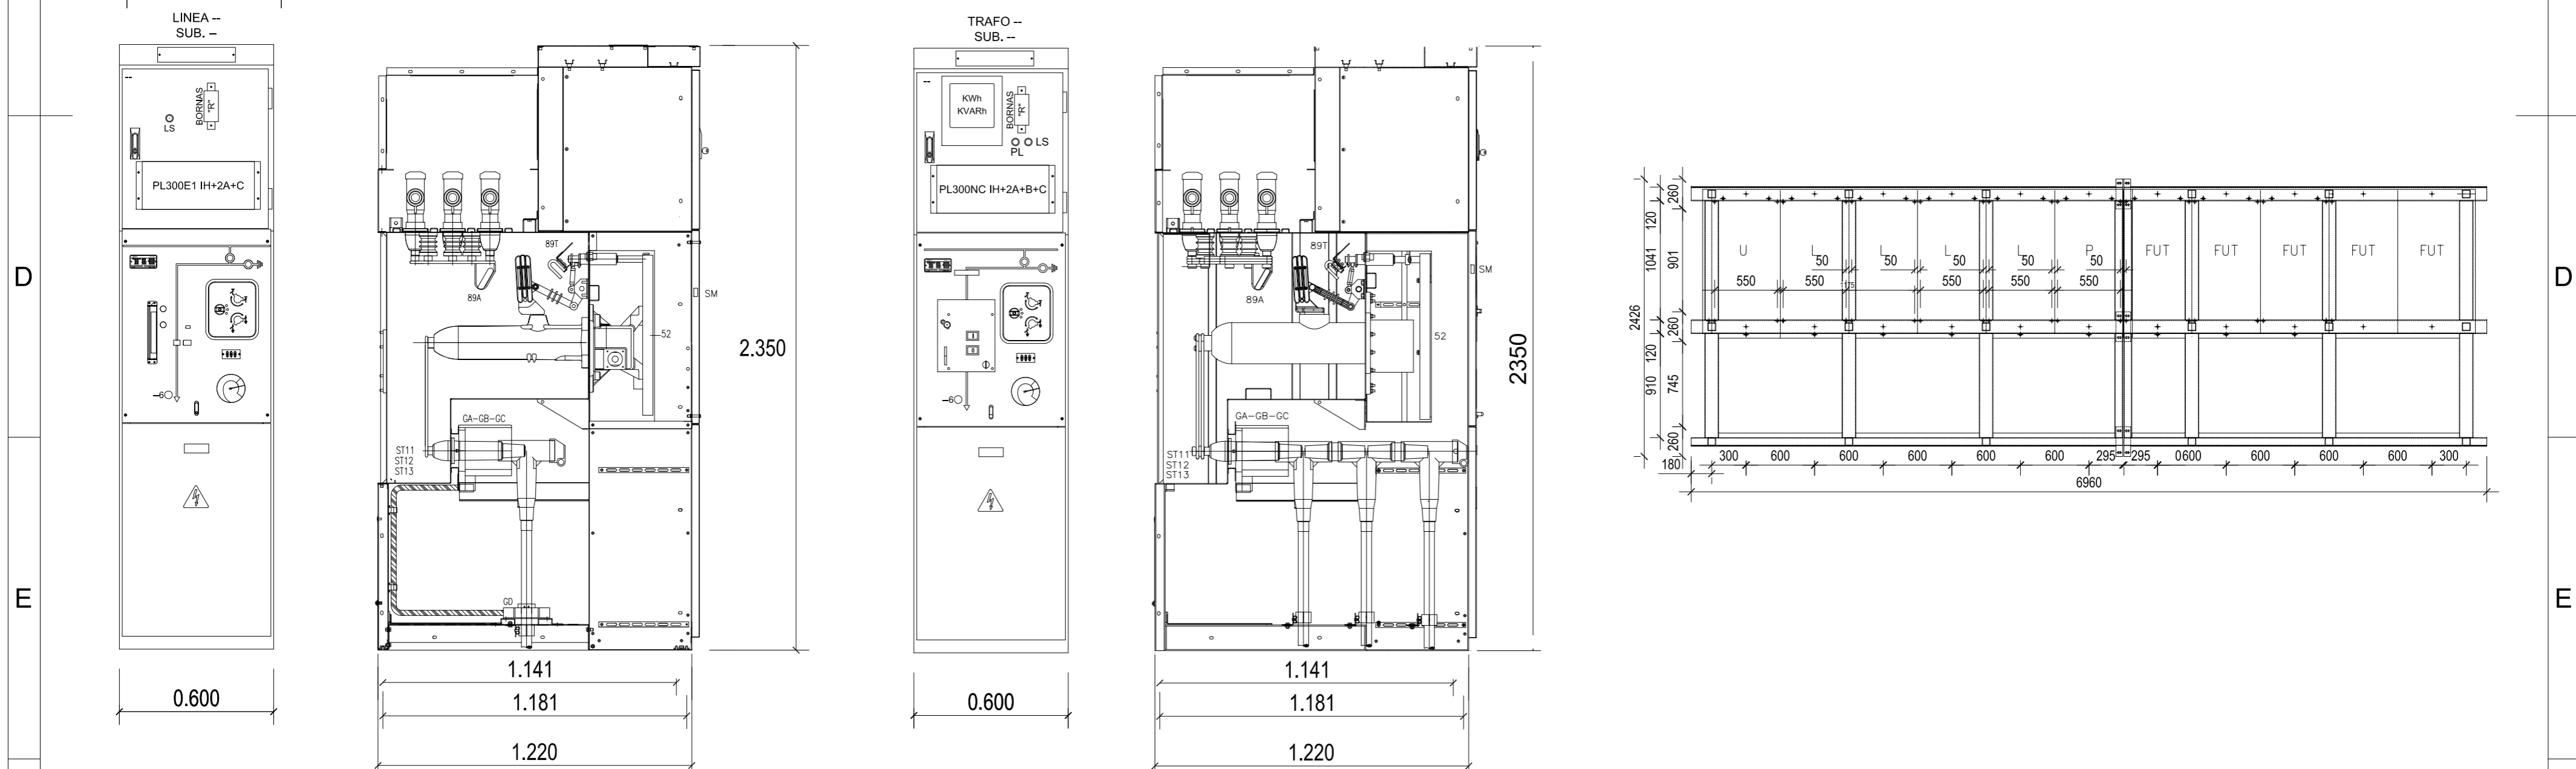 LINEA --
SUB. –
--
BORNAS
"R"
LS
PL300E1 IH+2A+C
–6
0.600
89T
89A
SM
52
GA-GB-GC
ST11
ST12
ST13
GD
2.350
1.141
1.181
1.220
TRAFO --
SUB. --
--
KWh
KVARh
BORNAS
"R"
LS
PL
PL300NC IH+2A+B+C
–6
0.600
89T
89A
SM
52
GA-GB-GC
ST11
ST12
ST13
2350
1.141
1.181
1.220
260
120
1041
901
2426
260
120
910
745
260
U
L
L
L
L
P
FUT
FUT
FUT
FUT
FUT
50
50
50
50
50
550
550
175
550
550
550
180
300
600
600
600
600
600
295
295
0600
600
600
600
300
6960
D
E
D
E